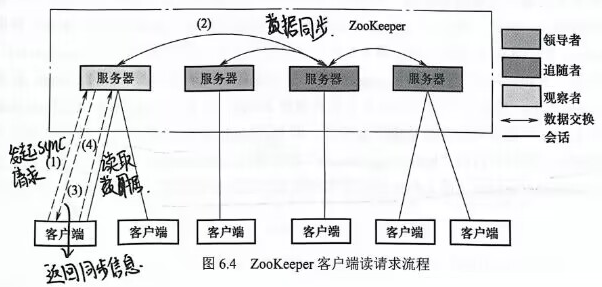 (2)
数据同步.
ZooKeeper
服务器
服务器
服务器
服务器
领导者
追随者
观察者
数据交换
会话
发起sync
请求
(1)
(4)
(3)
读取
数据.
客户端
客户端
客户端
客户端
客户端
客户端
返回同步信息.
图 6.4 ZooKeeper 客户端读请求流程